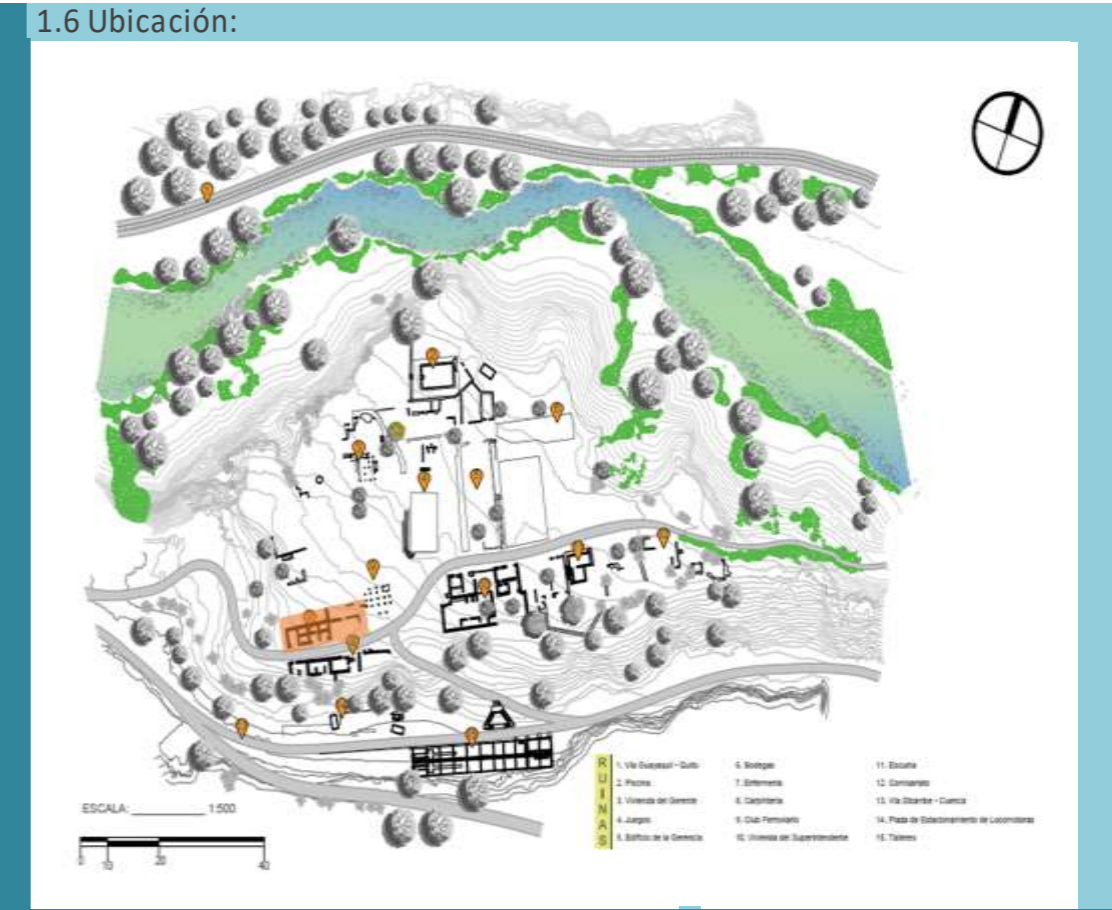 1.6 Ubicación:
ESCALA: 1:500
0 10 20 40
RUINAS
1. Vía Guayaquil - Quito
2. Piscina
3. Vivienda del Gerente
4. Juegos
5. Edificio de la Gerencia
6. Bodegas
7. Enfermería
8. Carpintería
9. Club Ferroviario
10. Vivienda del Superintendente
11. Escuela
12. Comisariato
13. Vía Sibambe - Cuenca
14. Plaza de Estacionamiento de Locomotoras
15. Talleres